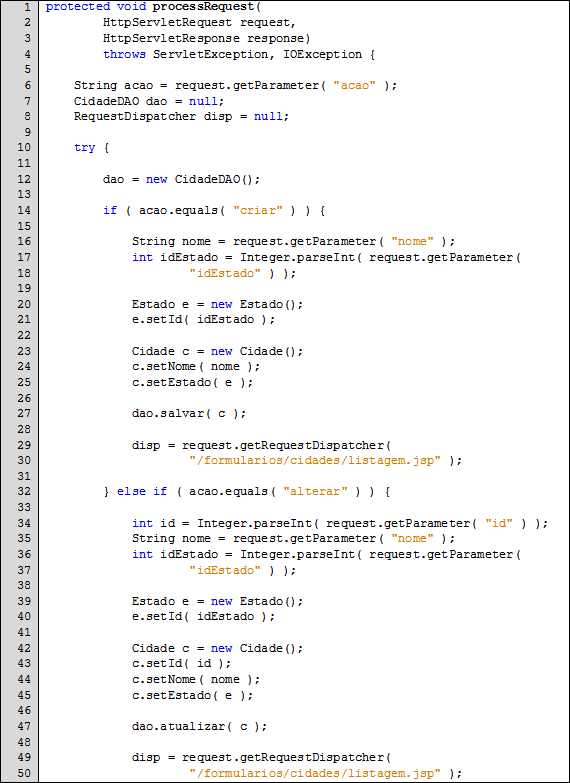 1 protected void processRequest(
2 HttpServletRequest request,
3 HttpServletResponse response)
4 throws ServletException, IOException {
5
6 String acao = request.getParameter( "acao" );
7 CidadeDAO dao = null;
8 RequestDispatcher disp = null;
9
10 try {
11
12 dao = new CidadeDAO();
13
14 if ( acao.equals( "criar" ) ) {
15
16 String nome = request.getParameter( "nome" );
17 int idEstado = Integer.parseInt( request.getParameter(
18 "idEstado" ) );
19
20 Estado e = new Estado();
21 e.setId( idEstado );
22
23 Cidade c = new Cidade();
24 c.setNome( nome );
25 c.setEstado( e );
26
27 dao.salvar( c );
28
29 disp = request.getRequestDispatcher(
30 "/formularios/cidades/listagem.jsp" );
31
32 } else if ( acao.equals( "alterar" ) ) {
33
34 int id = Integer.parseInt( request.getParameter( "id" ) );
35 String nome = request.getParameter( "nome" );
36 int idEstado = Integer.parseInt( request.getParameter(
37 "idEstado" ) );
38
39 Estado e = new Estado();
40 e.setId( idEstado );
41
42 Cidade c = new Cidade();
43 c.setId( id );
44 c.setNome( nome );
45 c.setEstado( e );
46
47 dao.atualizar( c );
48
49 disp = request.getRequestDispatcher(
50 "/formularios/cidades/listagem.jsp" );